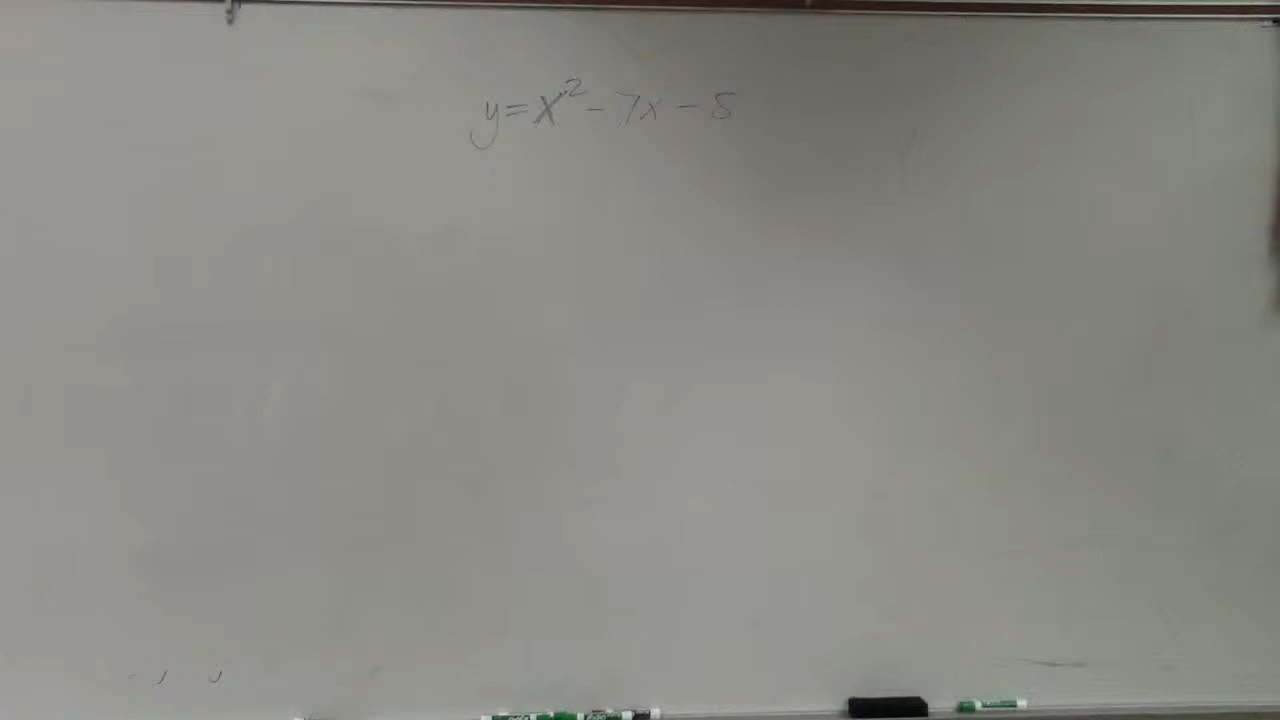 y = x² - 7x - 8